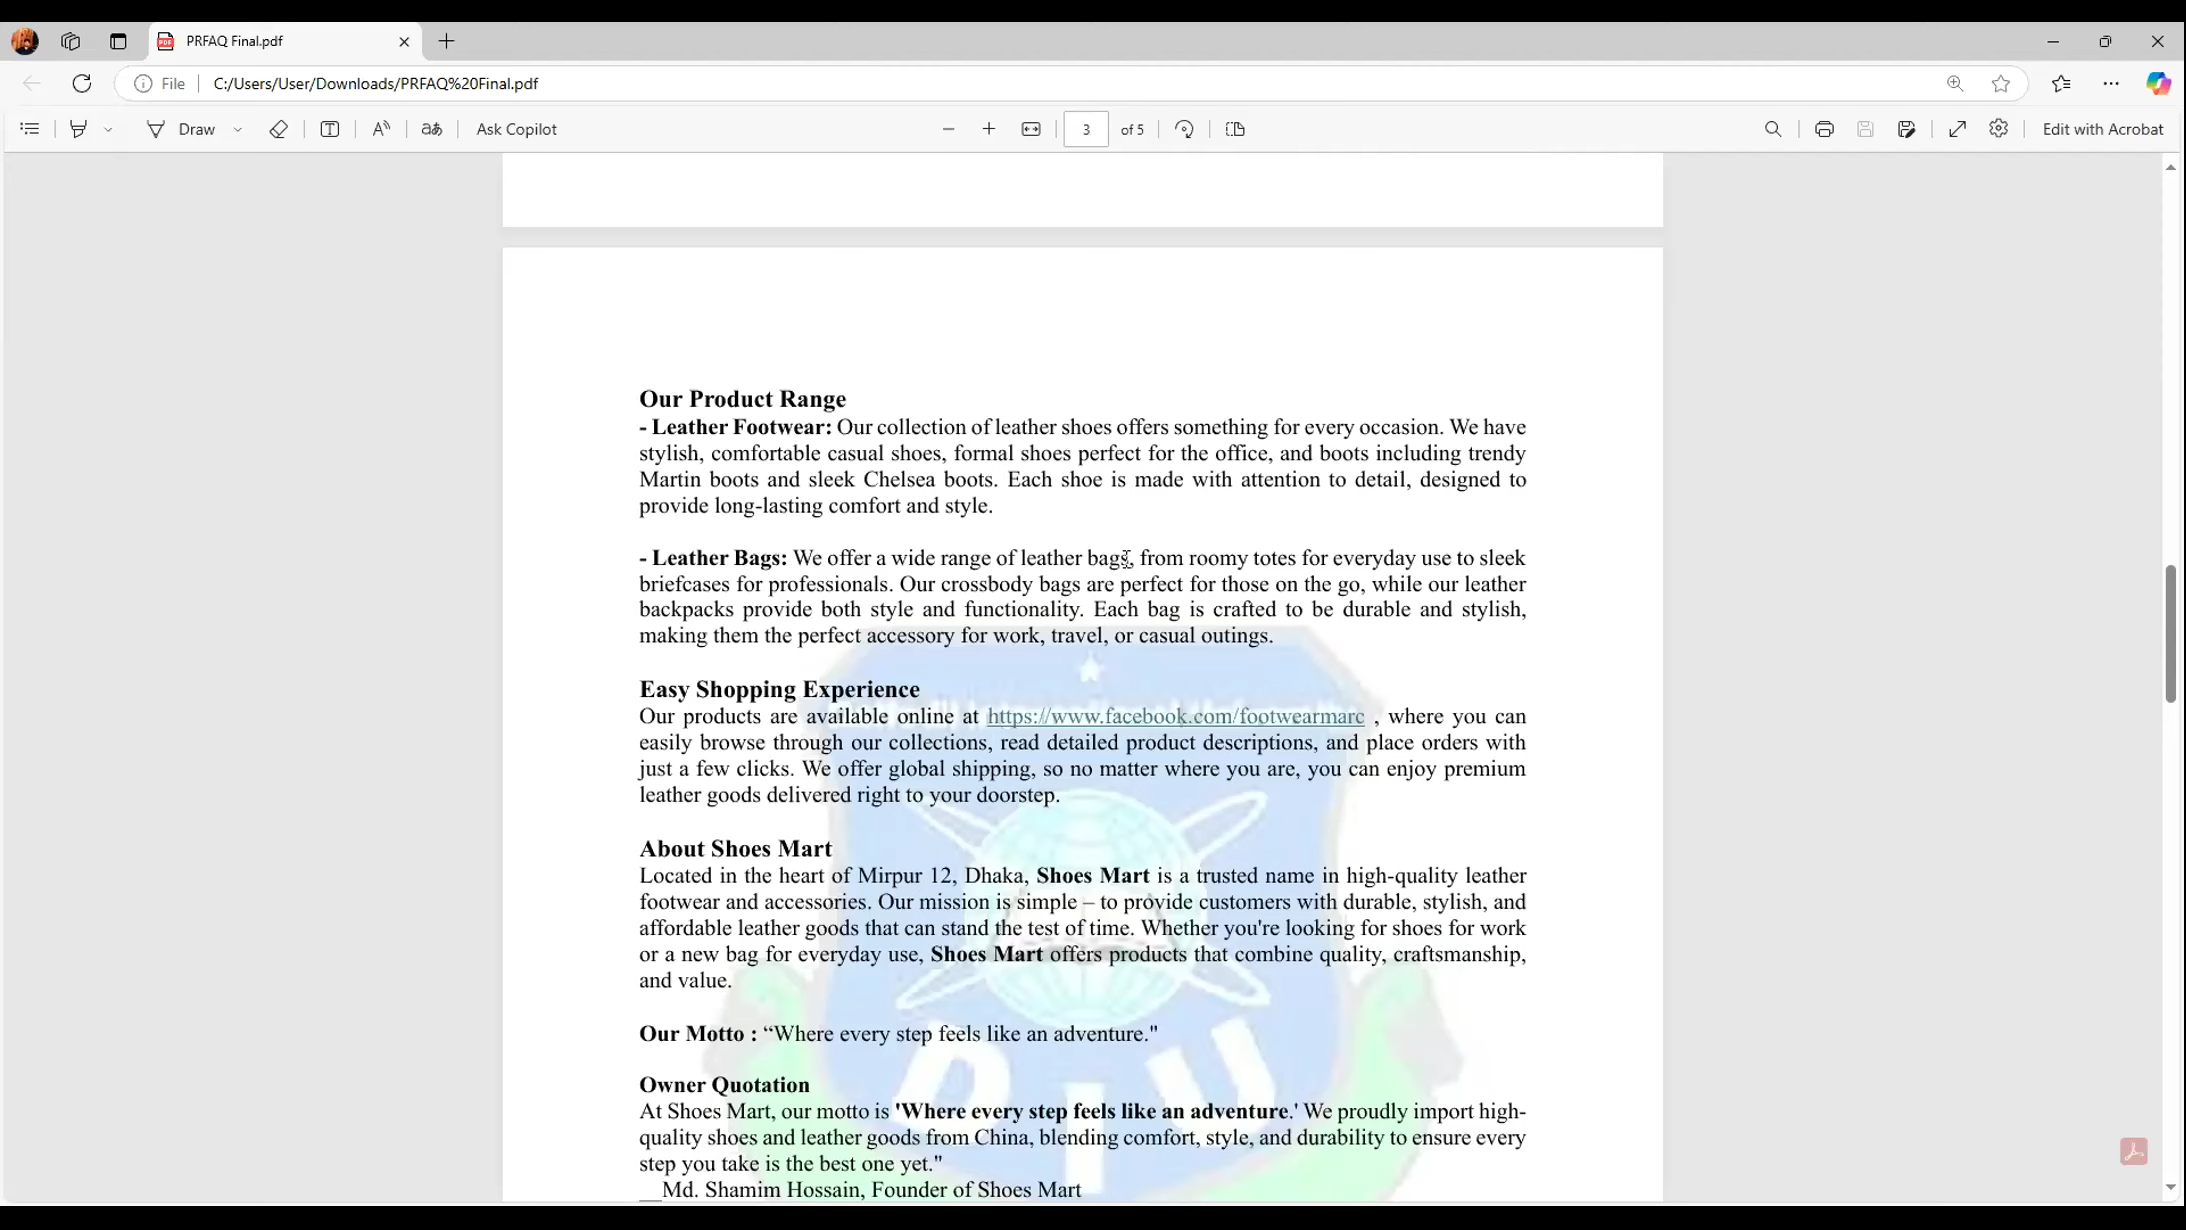 PRFAQ Final.pdf
File
C:/Users/User/Downloads/PRFAQ%20Final.pdf
Draw
Ask Copilot
3
of 5
Edit with Acrobat
Our Product Range
- Leather Footwear: Our collection of leather shoes offers something for every occasion. We have
stylish, comfortable casual shoes, formal shoes perfect for the office, and boots including trendy
Martin boots and sleek Chelsea boots. Each shoe is made with attention to detail, designed to
provide long-lasting comfort and style.
- Leather Bags: We offer a wide range of leather bags, from roomy totes for everyday use to sleek
briefcases for professionals. Our crossbody bags are perfect for those on the go, while our leather
backpacks provide both style and functionality. Each bag is crafted to be durable and stylish,
making them the perfect accessory for work, travel, or casual outings.
Easy Shopping Experience
Our products are available online at https://www.facebook.com/footwearmarc , where you can
easily browse through our collections, read detailed product descriptions, and place orders with
just a few clicks. We offer global shipping, so no matter where you are, you can enjoy premium
leather goods delivered right to your doorstep.
About Shoes Mart
Located in the heart of Mirpur 12, Dhaka, Shoes Mart is a trusted name in high-quality leather
footwear and accessories. Our mission is simple – to provide customers with durable, stylish, and
affordable leather goods that can stand the test of time. Whether you're looking for shoes for work
or a new bag for everyday use, Shoes Mart offers products that combine quality, craftsmanship,
and value.
Our Motto : “Where every step feels like an adventure."
Owner Quotation
At Shoes Mart, our motto is 'Where every step feels like an adventure.' We proudly import high-
quality shoes and leather goods from China, blending comfort, style, and durability to ensure every
step you take is the best one yet."
__Md. Shamim Hossain, Founder of Shoes Mart
DIU